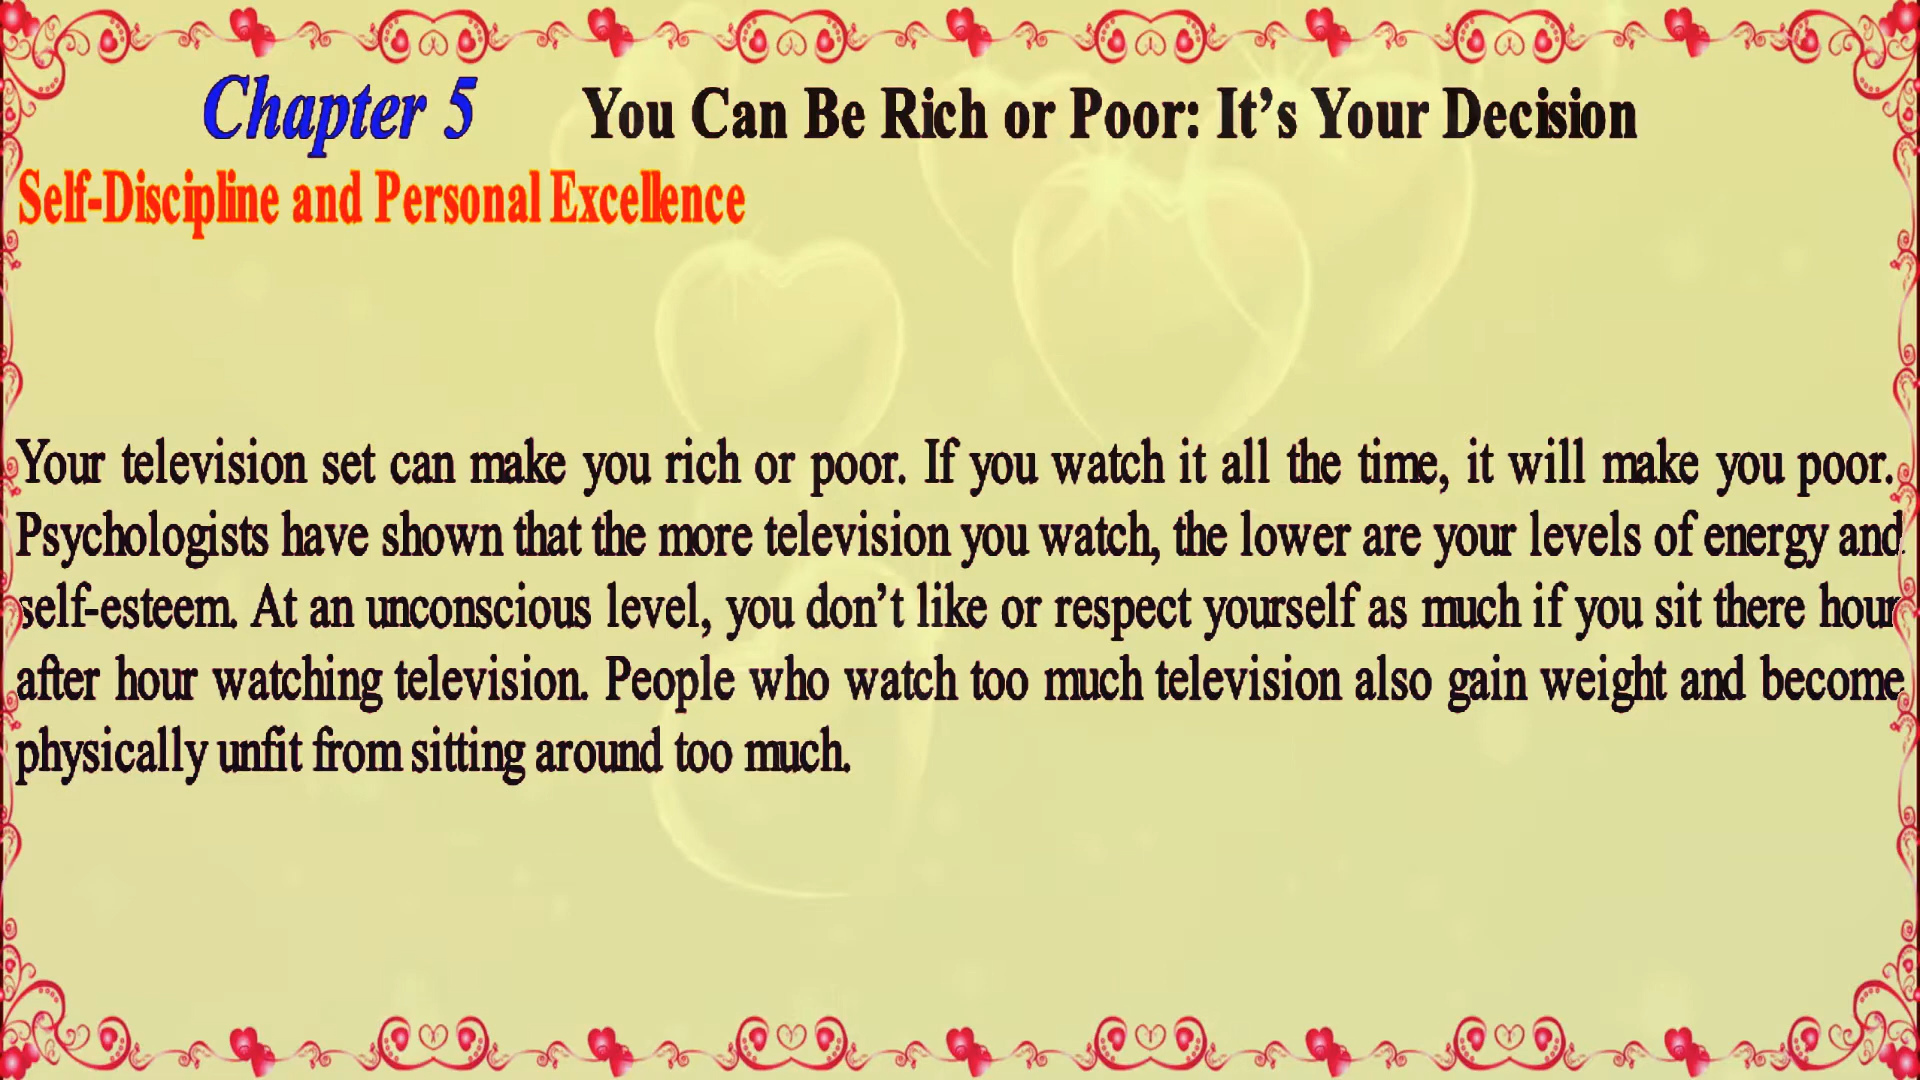 Chapter 5 You Can Be Rich or Poor: It’s Your Decision
Self-Discipline and Personal Excellence
Your television set can make you rich or poor. If you watch it all the time, it will make you poor.
Psychologists have shown that the more television you watch, the lower are your levels of energy and
self-esteem. At an unconscious level, you don’t like or respect yourself as much if you sit there hour
after hour watching television. People who watch too much television also gain weight and become
physically unfit from sitting around too much.